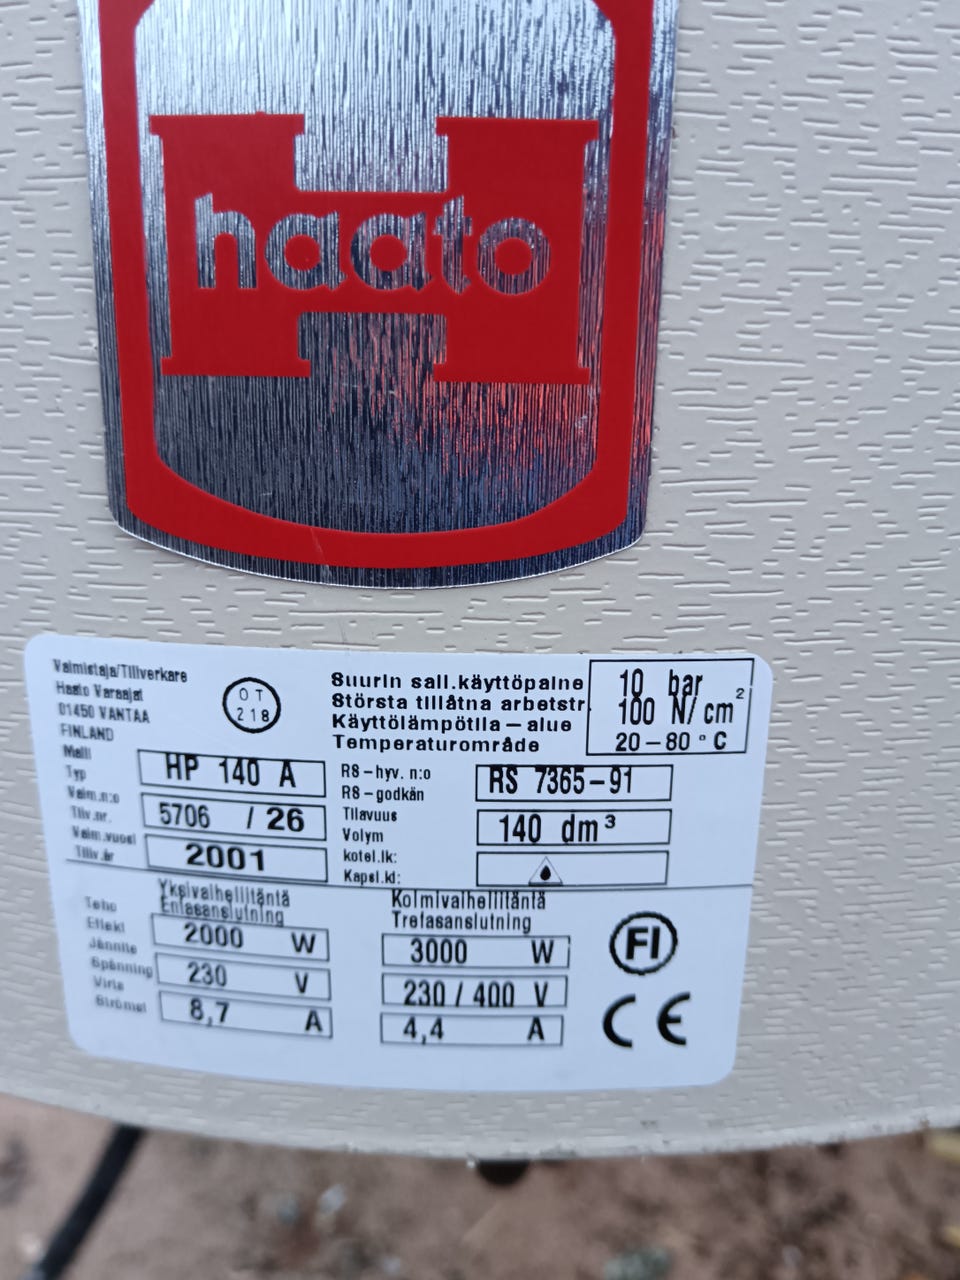 haato
Valmistaja/Tillverkare
Haato Varaajat
01450 VANTAA
FINLAND
OT
218
Suurin sall.käyttöpaine
Största tillåtna arbetstr.
Käyttölämpötila – alue
Temperaturområde
10 bar
100 N/cm²
20 – 80 °C
Malli
Typ
HP 140 A
Valm.n:o
Tillv.nr.
5706 / 26
Valm.vuosi
Tillv.år
2001
RS – hyv. n:o
RS – godkän
RS 7365-91
Tilavuus
Volym
140 dm³
kotel.lk:
Kapsl.kl:
Yksivaiheliitäntä
Enfasanslutning
Kolmivaiheliitäntä
Trefasanslutning
Teho
Effekt
2000 W
3000 W
Jännite
Spänning
230 V
230 / 400 V
Virta
Strömst
8,7 A
4,4 A
FI
CE